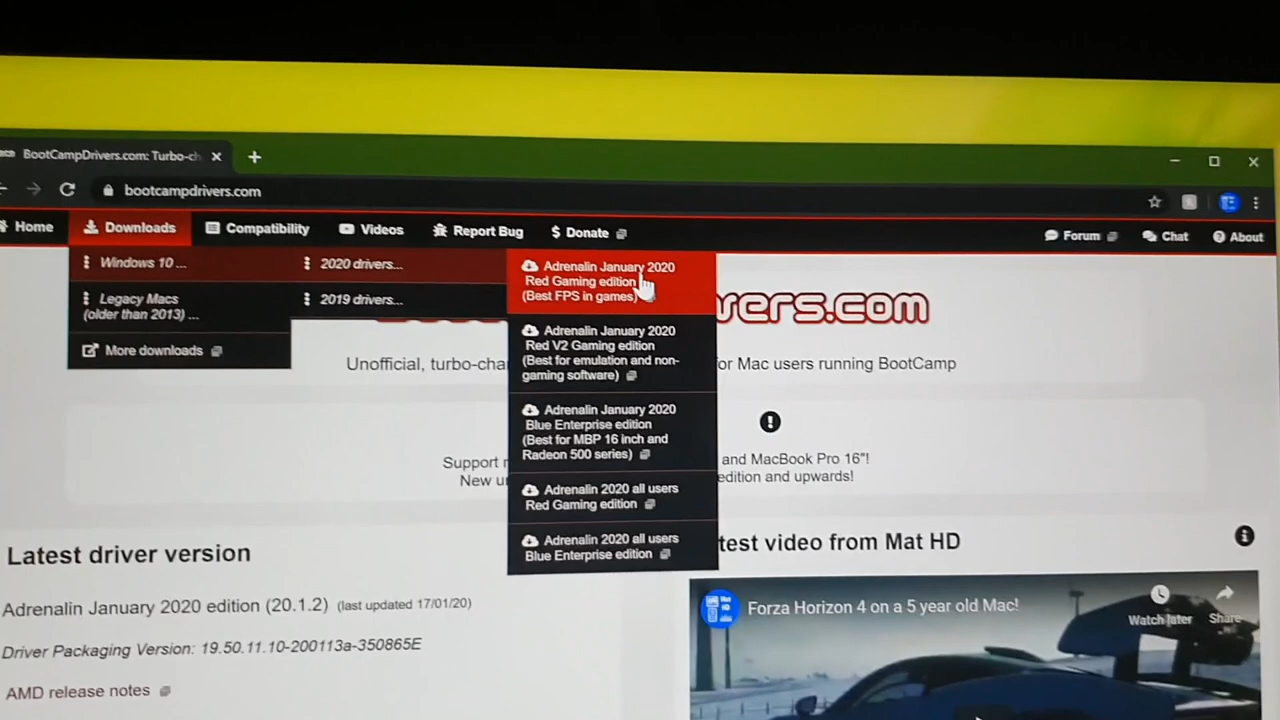 BootCampDrivers.com: Turbo-ch
bootcampdrivers.com
Home
Downloads
Compatibility
Videos
Report Bug
$ Donate
Forum
Chat
About
Windows 10 ...
Legacy Macs
(older than 2013) ...
More downloads
2020 drivers...
2019 drivers...
Adrenalin January 2020
Red Gaming edition
(Best FPS in games)
Adrenalin January 2020
Red V2 Gaming edition
(Best for emulation and non-
gaming software)
Adrenalin January 2020
Blue Enterprise edition
(Best for MBP 16 inch and
Radeon 500 series)
Adrenalin 2020 all users
Red Gaming edition
Adrenalin 2020 all users
Blue Enterprise edition
vers.com
Unofficial, turbo-cha
or Mac users running BootCamp
Support
and MacBook Pro 16"!
New
edition and upwards!
Latest driver version
Adrenalin January 2020 edition (20.1.2) (last updated 17/01/20)
Driver Packaging Version: 19.50.11.10-200113a-350865E
AMD release notes
test video from Mat HD
Mat HD
Forza Horizon 4 on a 5 year old Mac!
Watch later
Share